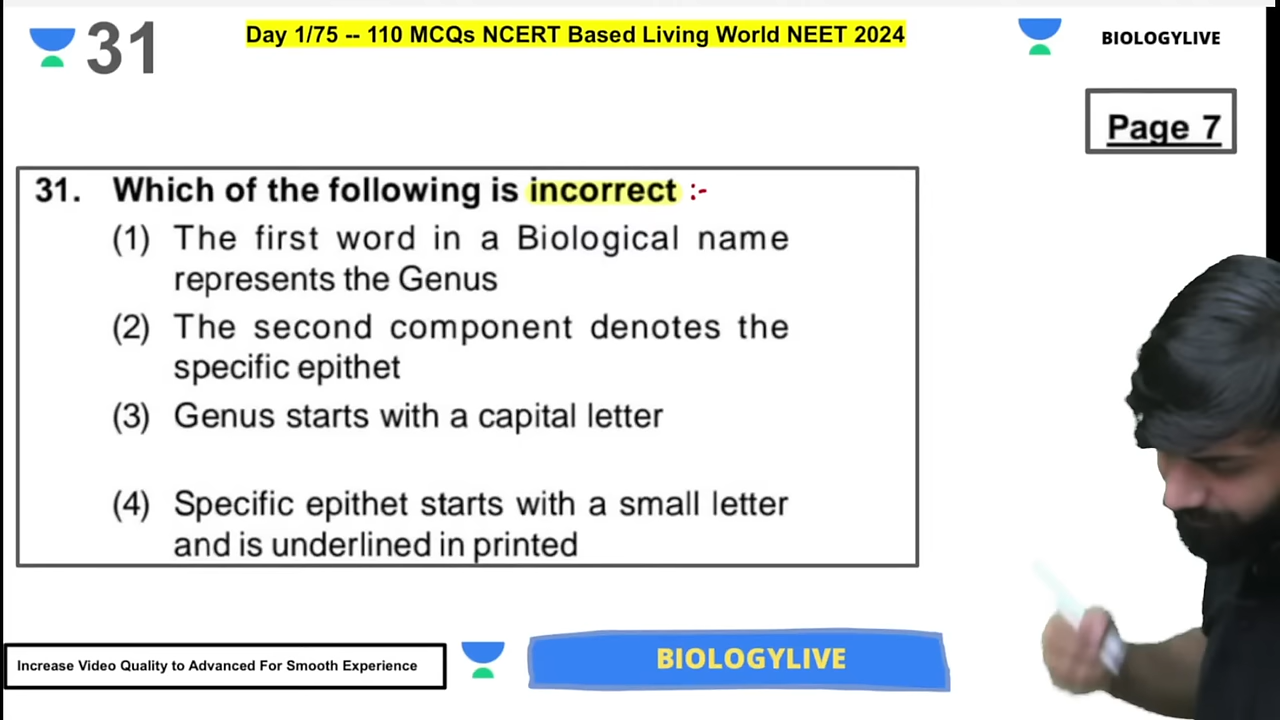 31
Day 1/75 -- 110 MCQs NCERT Based Living World NEET 2024
BIOLOGYLIVE
Page 7
31. Which of the following is incorrect :-
(1) The first word in a Biological name
represents the Genus
(2) The second component denotes the
specific epithet
(3) Genus starts with a capital letter
(4) Specific epithet starts with a small letter
and is underlined in printed
Increase Video Quality to Advanced For Smooth Experience
BIOLOGYLIVE